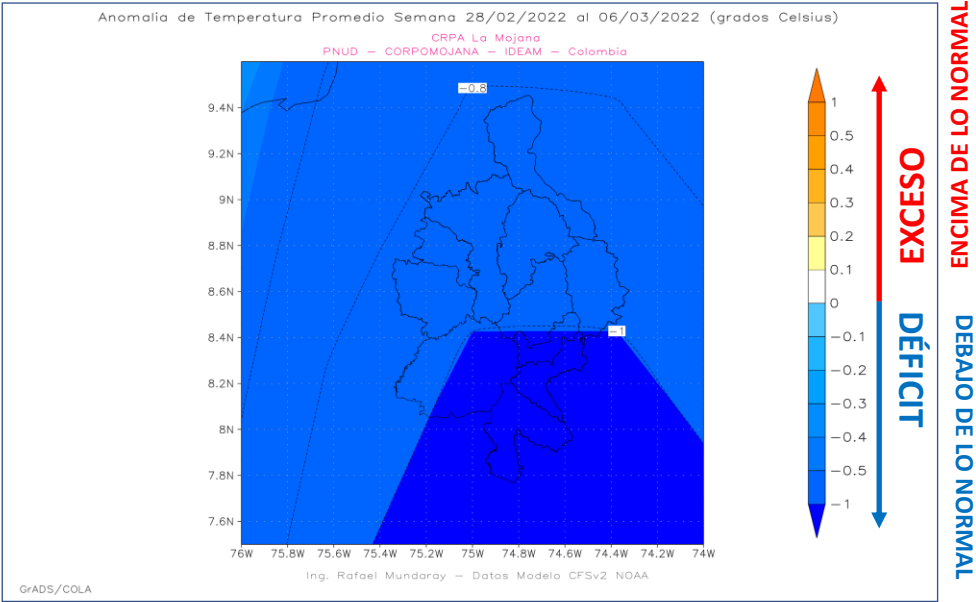 Anomalia de Temperatura Promedio Semana 28/02/2022 al 06/03/2022 (grados Celsius)
CRPA La Mojana
PNUD — CORPOMOJANA — IDEAM — Colombia
−0.8
−1
9.4N
9.2N
9N
8.8N
8.6N
8.4N
8.2N
8N
7.8N
7.6N
76W 75.8W 75.6W 75.4W 75.2W 75W 74.8W 74.6W 74.4W 74.2W 74W
1
0.5
0.4
0.3
0.2
0.1
0
−0.1
−0.2
−0.3
−0.4
−0.5
−1
EXCESO
DÉFICIT
ENCIMA DE LO NORMAL
DEBAJO DE LO NORMAL
Ing. Rafael Mundaray — Datos Modelo CFSv2 NOAA
GrADS/COLA